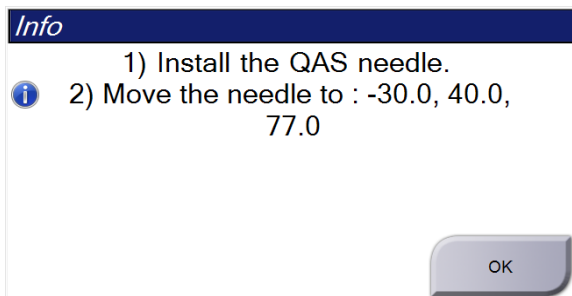 Info
1) Install the QAS needle.
2) Move the needle to : -30.0, 40.0,
77.0
OK